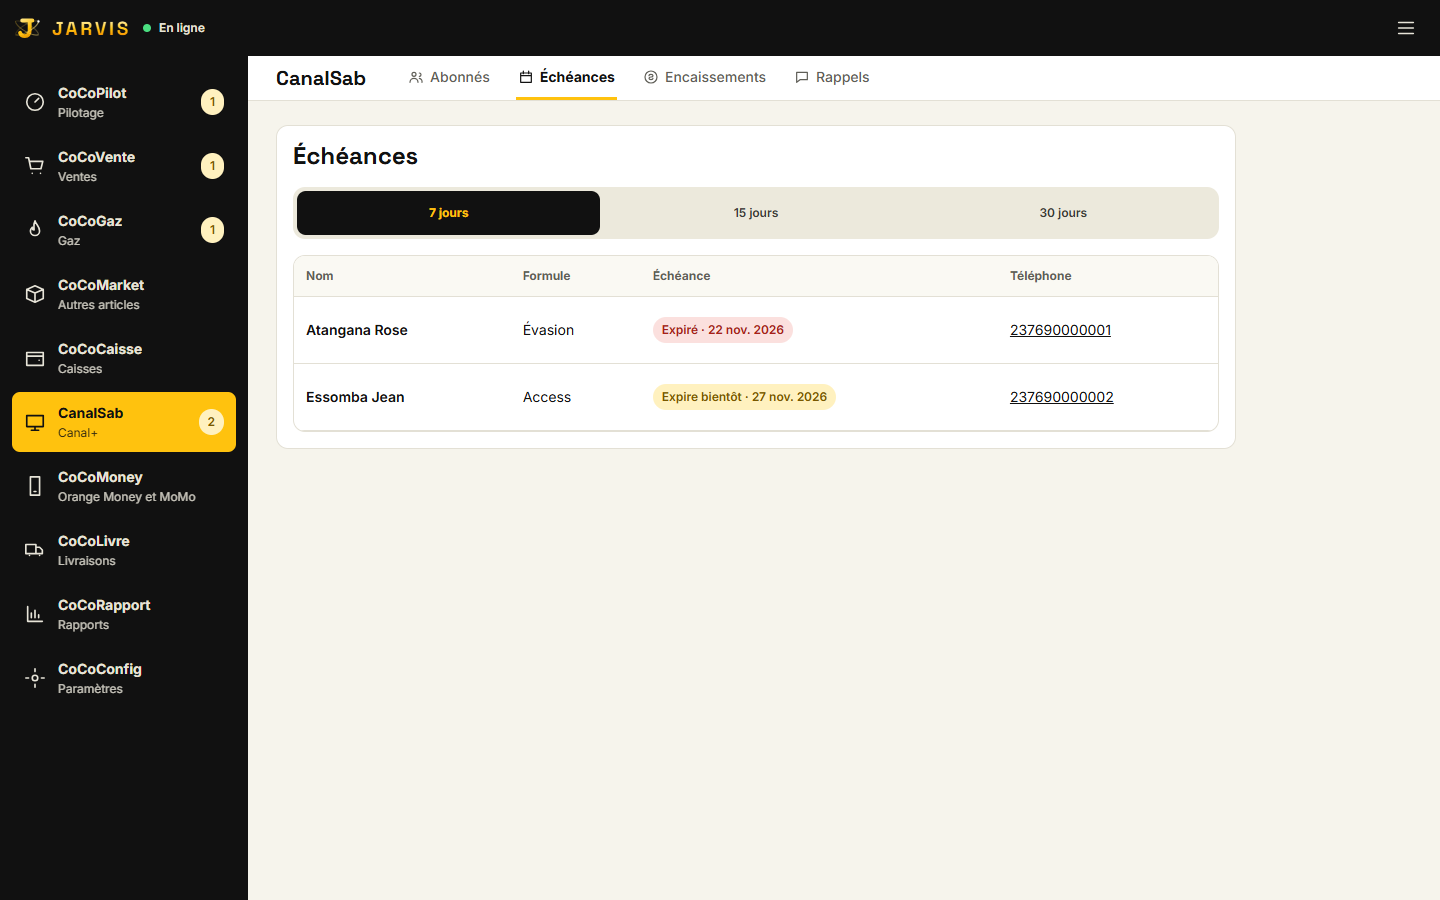 JARVIS En ligne
CoCoPilot
Pilotage
1
CoCoVente
Ventes
1
CoCoGaz
Gaz
1
CoCoMarket
Autres articles
CoCoCaisse
Caisses
CanalSab
Canal+
2
CoCoMoney
Orange Money et MoMo
CoCoLivre
Livraisons
CoCoRapport
Rapports
CoCoConfig
Paramètres
CanalSab Abonnés Échéances Encaissements Rappels
Échéances
7 jours 15 jours 30 jours
Nom Formule Échéance Téléphone
Atangana Rose Évasion Expiré · 22 nov. 2026 237690000001
Essomba Jean Access Expire bientôt · 27 nov. 2026 237690000002